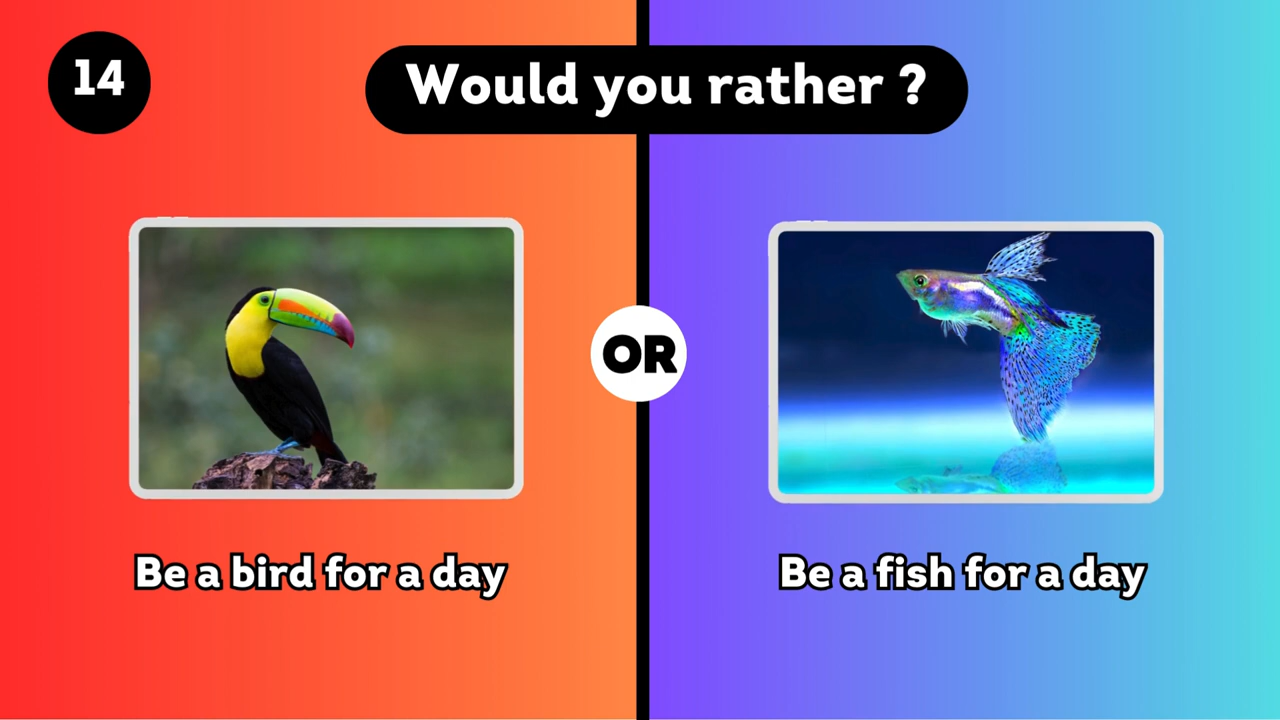 14
Would you rather ?
OR
Be a bird for a day
Be a fish for a day